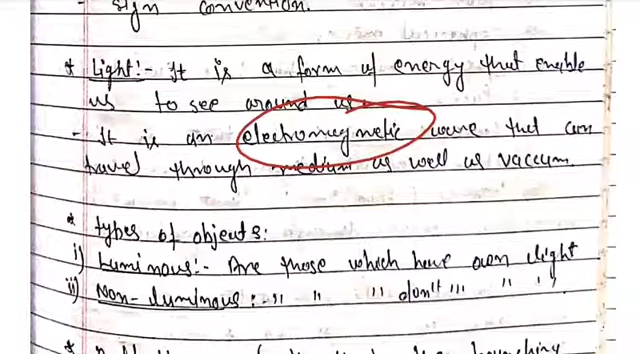 - sign convention.
* Light:- It is a form of energy that enable
us to see around us
- It is an electromegnetic wave that can
travel through medium as well as vaccum.
* types of objects:
i) Luminous:- Are those which have own light
ii) Non-luminous:- " " " don't " " "